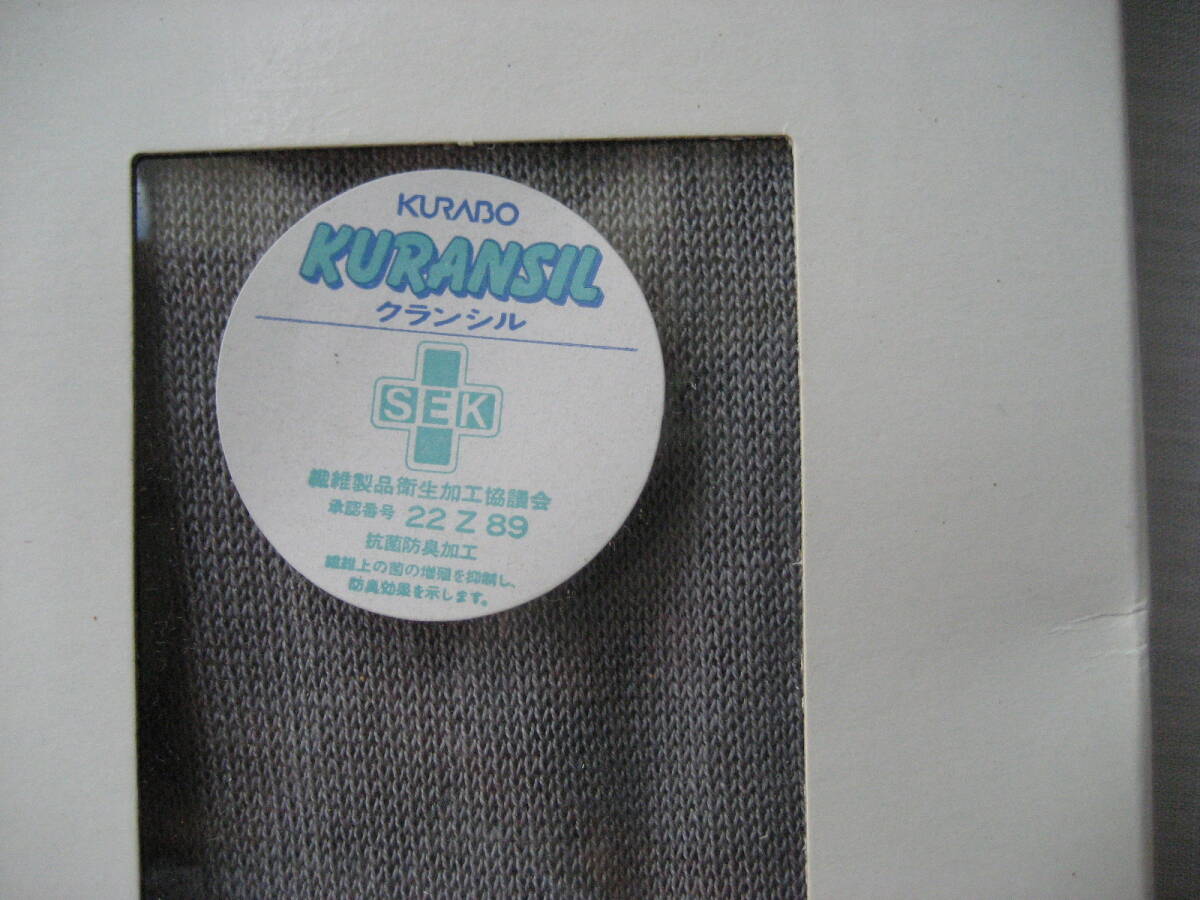 KURABO
KURANSIL
クランシル
SEK
繊維製品衛生加工協議会
承認番号 22 Z 89
抗菌防臭加工
繊維上の菌の増殖を抑制し、
防臭効果を示します。